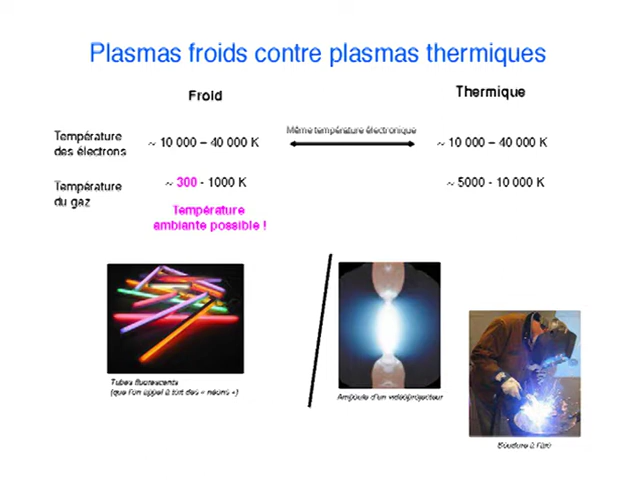 Plasmas froids contre plasmas thermiques
Froid
Thermique
Température
des électrons
~ 10 000 – 40 000 K
Même température électronique
~ 10 000 – 40 000 K
Température
du gaz
~ 300 - 1000 K
~ 5000 - 10 000 K
Température
ambiante possible !
Tubes fluorescents
(que l'on appel à tort des « néons »)
Ampoule d'un vidéoprojecteur
Soudure à l'arc